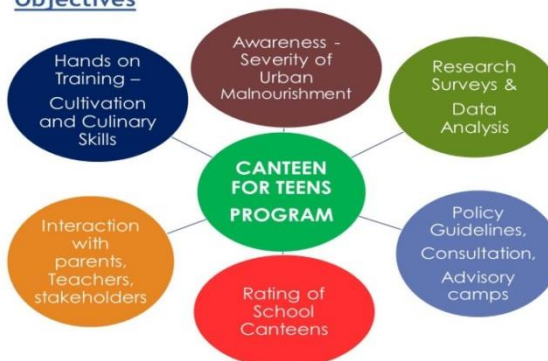 Objectives
Awareness -
Severity of
Urban
Malnourishment
Hands on
Training –
Cultivation
and Culinary
Skills
Research
Surveys &
Data
Analysis
CANTEEN
FOR TEENS
PROGRAM
Interaction
with
parents,
Teachers,
stakeholders
Policy
Guidelines,
Consultation,
Advisory
camps
Rating of
School
Canteens